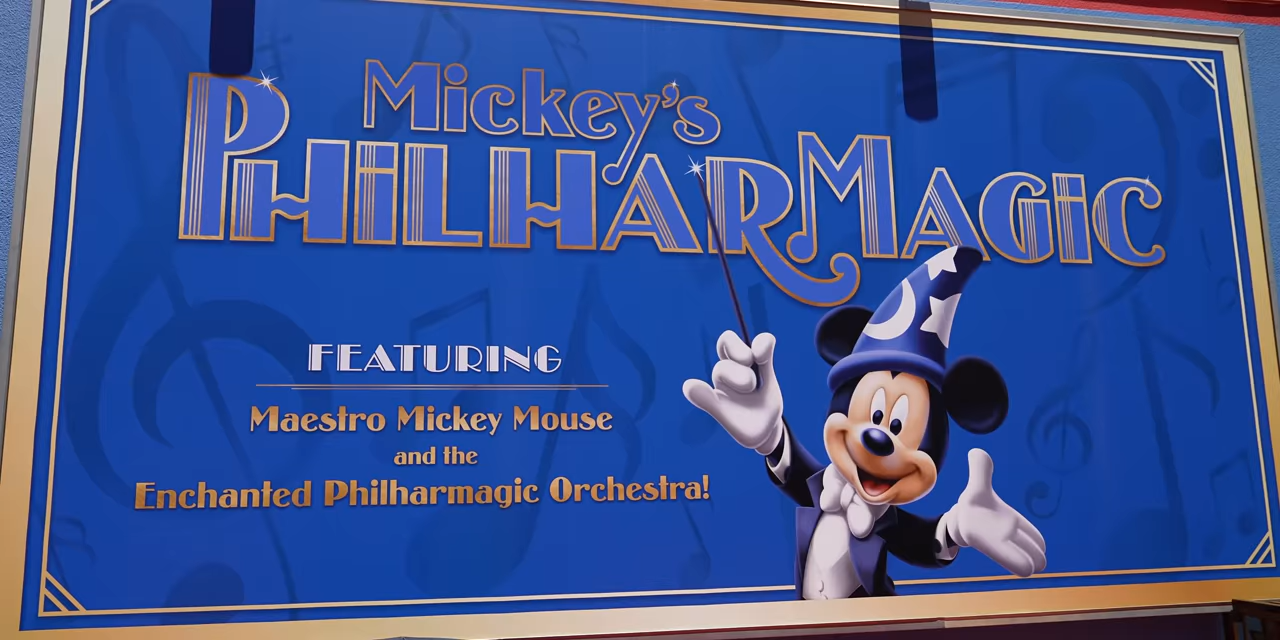 Mickey's
PhilharMagic
FEATURING
Maestro Mickey Mouse
and the
Enchanted Philharmagic Orchestra!